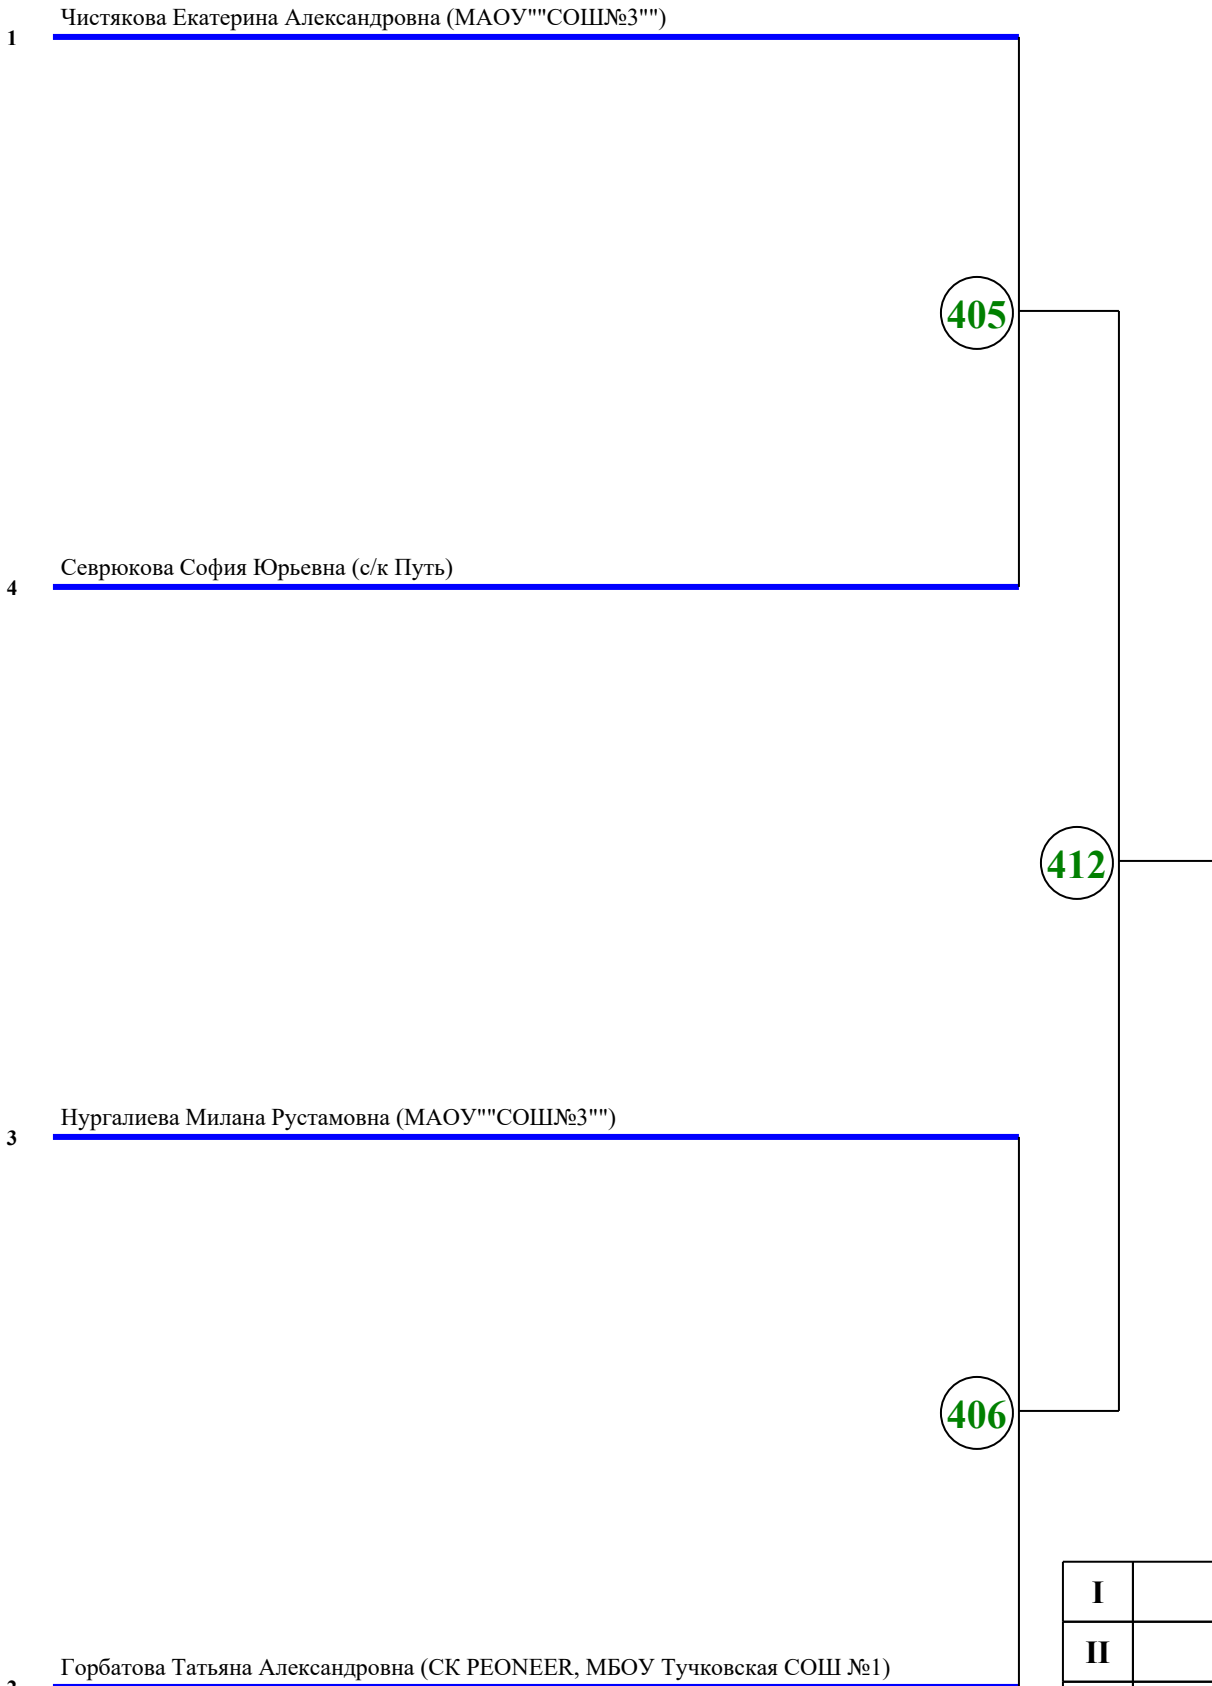 Чистякова Екатерина Александровна (МАОУ""СОШ№3"")
1
405
Севрюкова София Юрьевна (с/к Путь)
4
412
Нургалиева Милана Рустамовна (МАОУ""СОШ№3"")
3
406
I
II
Горбатова Татьяна Александровна (СК PEONEER, МБОУ Тучковская СОШ №1)